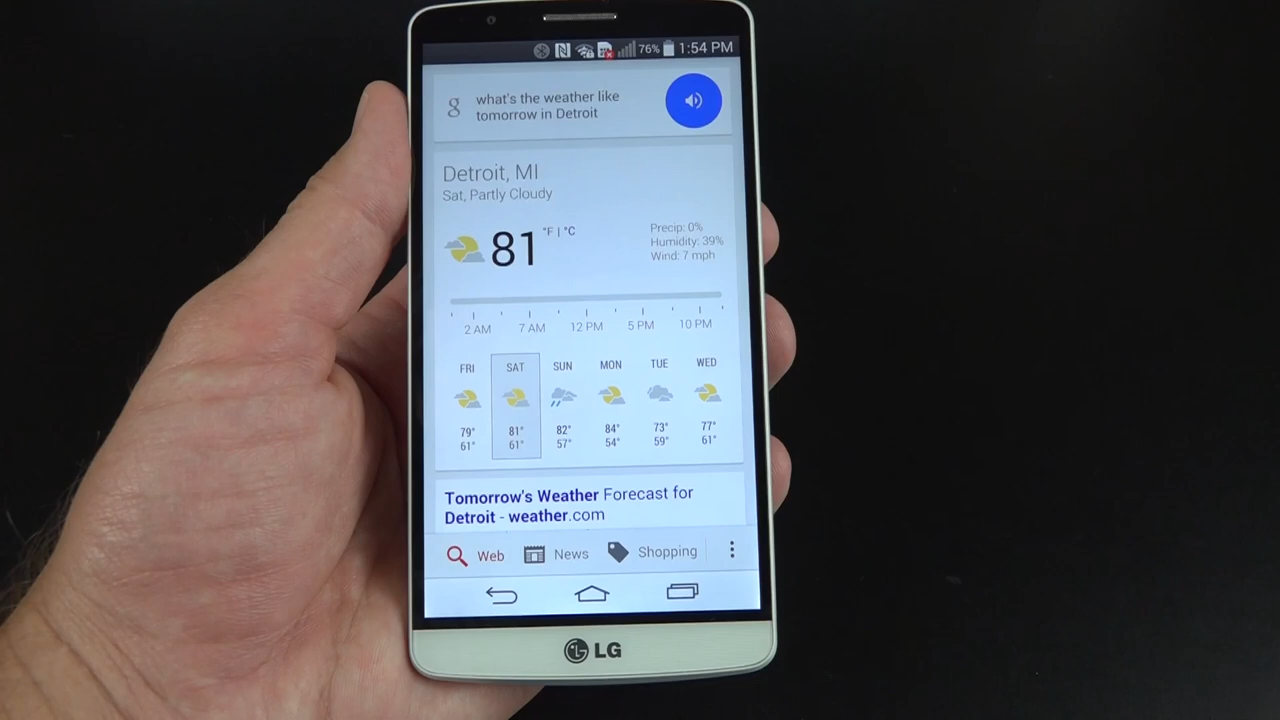 76% 1:54 PM
g what's the weather like
tomorrow in Detroit
Detroit, MI
Sat, Partly Cloudy
81 °F | °C
Precip: 0%
Humidity: 39%
Wind: 7 mph
2 AM 7 AM 12 PM 5 PM 10 PM
FRI SAT SUN MON TUE WED
79° 81° 82° 84° 73° 77°
61° 61° 57° 54° 59° 61°
Tomorrow's Weather Forecast for
Detroit - weather.com
Web News Shopping
LG